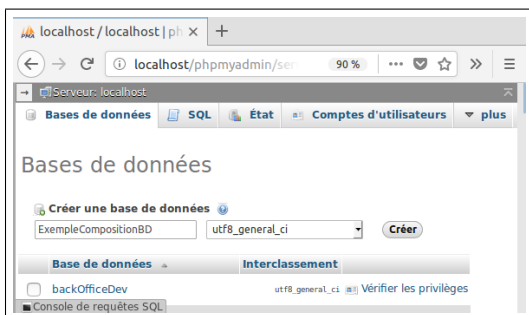 localhost / localhost | ph
localhost/phpmyadmin/ser 90 %
Serveur: localhost
Bases de données SQL État Comptes d'utilisateurs plus
Bases de données
Créer une base de données
ExempleCompositionBD utf8_general_ci Créer
Base de données Interclassement
backOfficeDev utf8_general_ci Vérifier les privilèges
Console de requêtes SQL